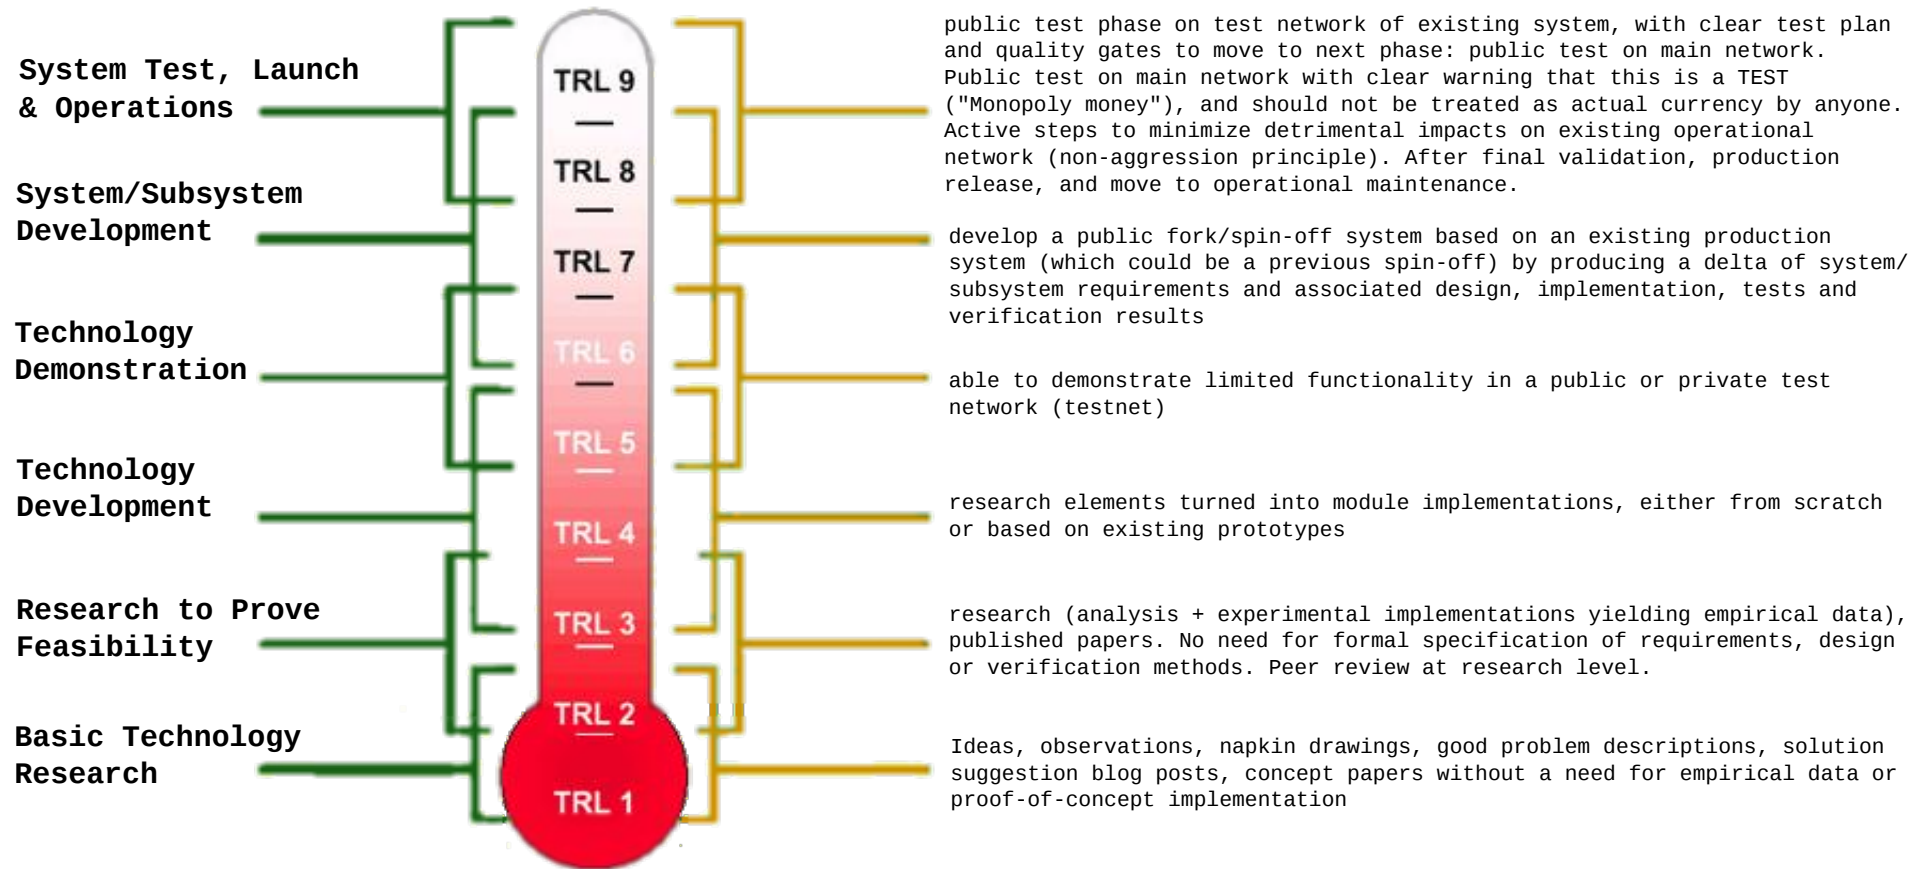 System Test, Launch
& Operations
System/Subsystem
Development
Technology
Demonstration
Technology
Development
Research to Prove
Feasibility
Basic Technology
Research
TRL 9
TRL 8
TRL 7
TRL 6
TRL 5
TRL 4
TRL 3
TRL 2
TRL 1
public test phase on test network of existing system, with clear test plan
and quality gates to move to next phase: public test on main network.
Public test on main network with clear warning that this is a TEST
("Monopoly money"), and should not be treated as actual currency by anyone.
Active steps to minimize detrimental impacts on existing operational
network (non-aggression principle). After final validation, production
release, and move to operational maintenance.
develop a public fork/spin-off system based on an existing production
system (which could be a previous spin-off) by producing a delta of system/
subsystem requirements and associated design, implementation, tests and
verification results
able to demonstrate limited functionality in a public or private test
network (testnet)
research elements turned into module implementations, either from scratch
or based on existing prototypes
research (analysis + experimental implementations yielding empirical data),
published papers. No need for formal specification of requirements, design
or verification methods. Peer review at research level.
Ideas, observations, napkin drawings, good problem descriptions, solution
suggestion blog posts, concept papers without a need for empirical data or
proof-of-concept implementation